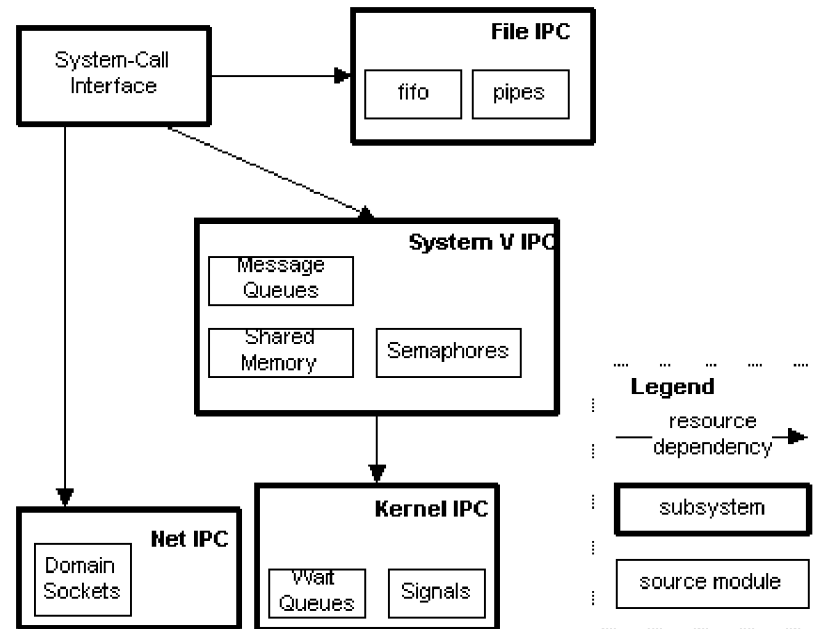 File IPC
System-Call
Interface
fifo
pipes
System V IPC
Message
Queues
Shared
Memory
Semaphores
Legend
resource
dependency
Kernel IPC
subsystem
Net IPC
Domain
Sockets
Wait
Queues
Signals
source module